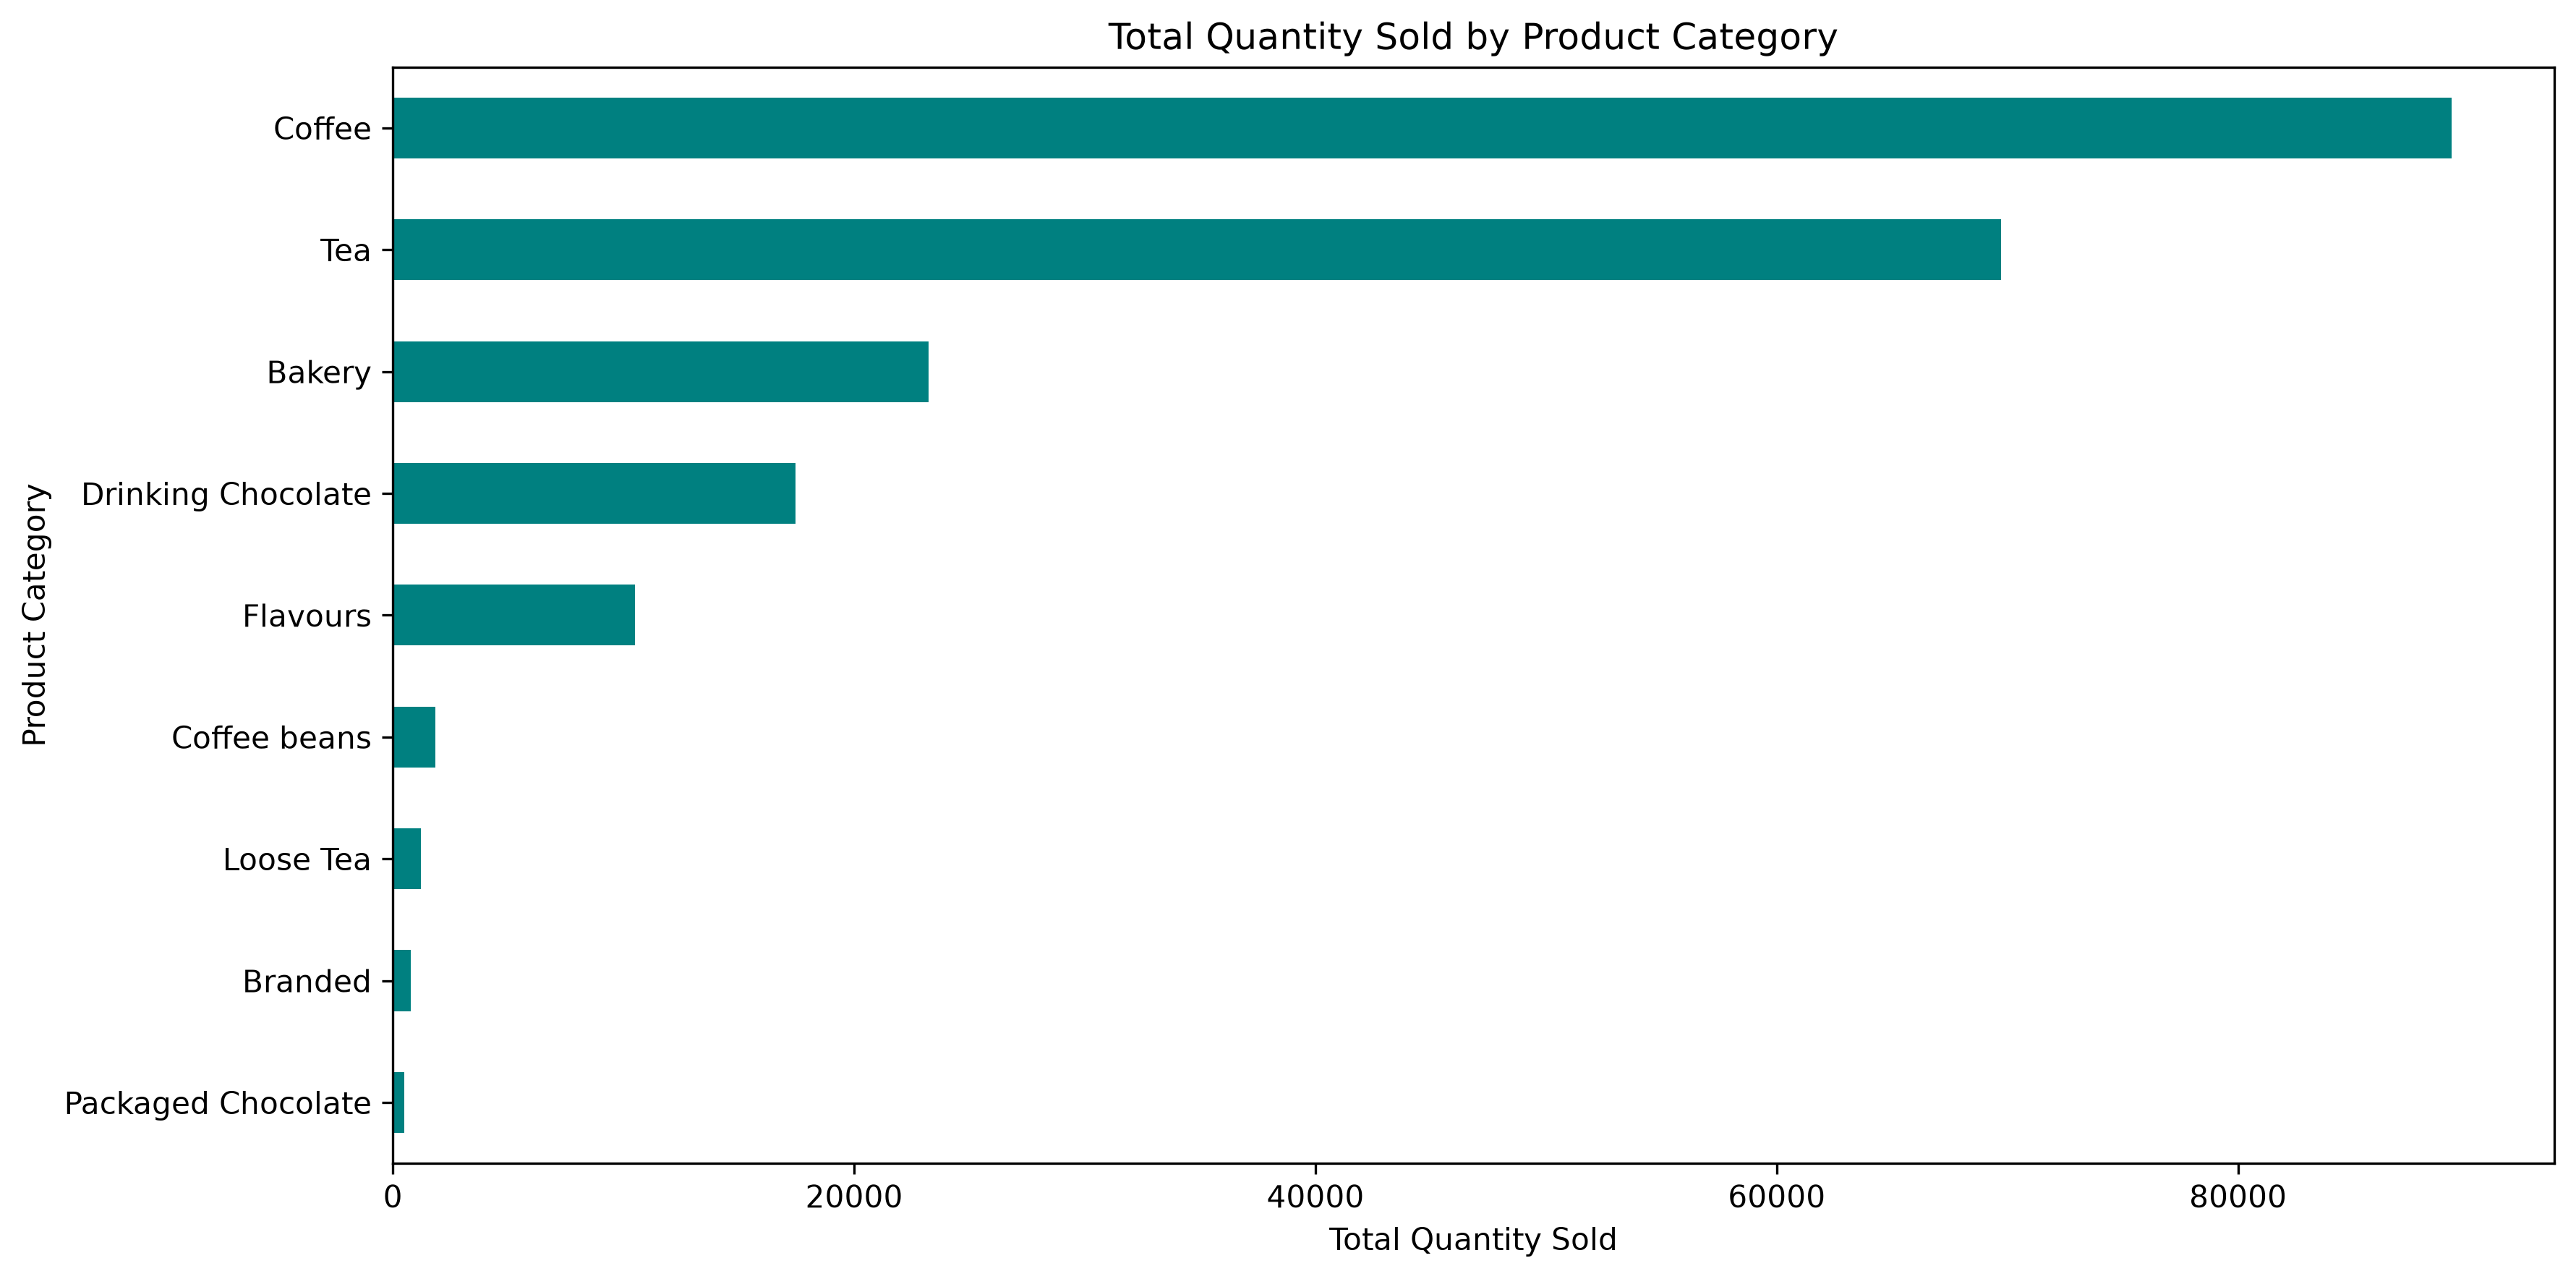 Total Quantity Sold by Product Category
Product Category
Coffee
Tea
Bakery
Drinking Chocolate
Flavours
Coffee beans
Loose Tea
Branded
Packaged Chocolate
0 20000 40000 60000 80000
Total Quantity Sold